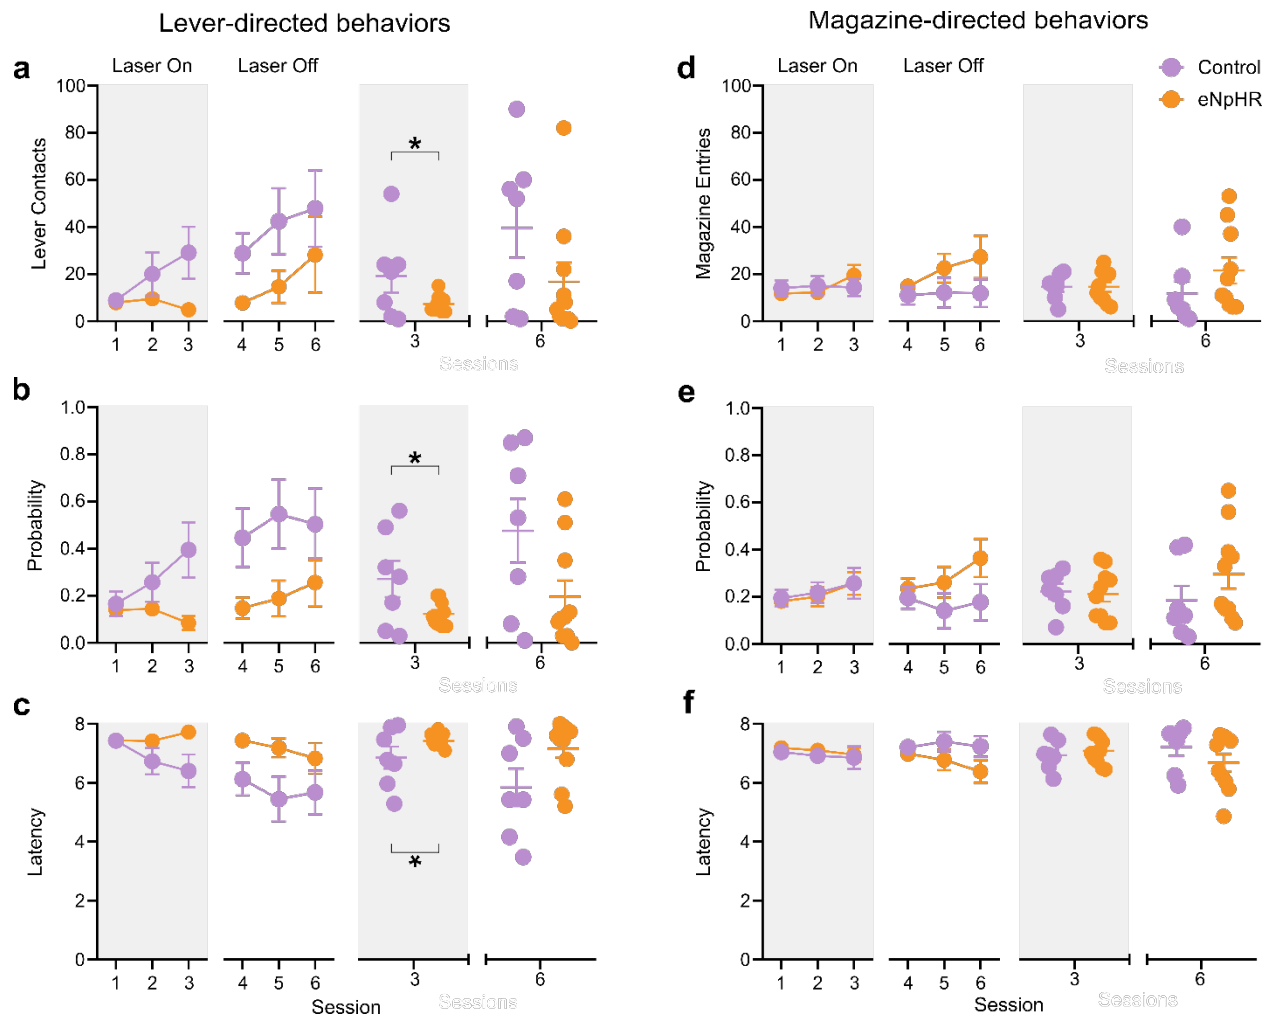 Lever-directed behaviors
Magazine-directed behaviors
a
Laser On
Laser Off
Lever Contacts
100
80
60
40
20
0
*
1 2 3
4 5 6
3
6
Sessions
d
Laser On
Laser Off
Control
eNpHR
Magazine Entries
100
80
60
40
20
0
1 2 3
4 5 6
3
6
Sessions
b
Probability
1.0
0.8
0.6
0.4
0.2
0.0
*
1 2 3
4 5 6
3
6
Sessions
e
Probability
1.0
0.8
0.6
0.4
0.2
0.0
1 2 3
4 5 6
3
6
Sessions
c
Latency
8
6
4
2
0
*
1 2 3
4 5 6
3
6
Session
Sessions
f
Latency
8
6
4
2
0
1 2 3
4 5 6
3
6
Session
Sessions